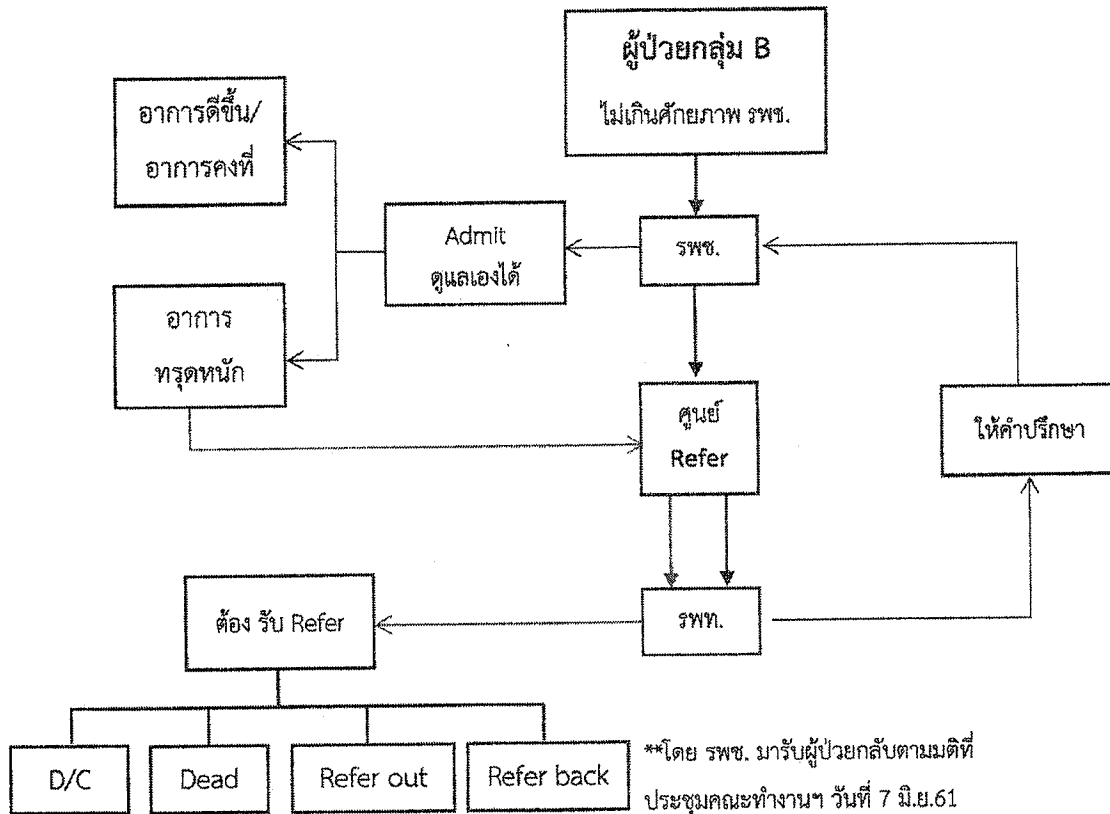 ผู้ป่วยกลุ่ม B
ไม่เกินศักยภาพ รพช.
อาการดีขึ้น/
อาการคงที่
Admit
ดูแลเองได้
รพช.
อาการ
ทรุดหนัก
ศูนย์
Refer
ให้คำปรึกษา
ต้อง รับ Refer
รพท.
D/C
Dead
Refer out
Refer back
**โดย รพช. มารับผู้ป่วยกลับตามมติที่
ประชุมคณะทำงานฯ วันที่ 7 มิ.ย.61